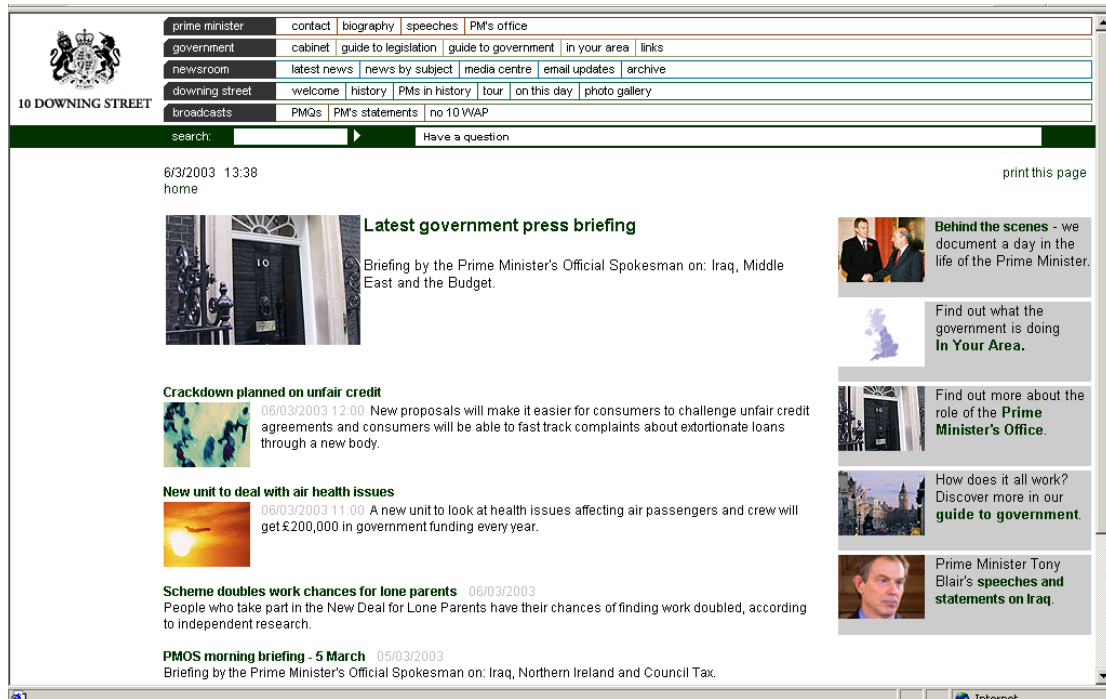 prime minister contact biography speeches PM's office
government cabinet guide to legislation guide to government in your area links
newsroom latest news news by subject media centre email updates archive
downing street welcome history PMs in history tour on this day photo gallery
broadcasts PMQs PM's statements no 10 WAP
10 DOWNING STREET
search: Have a question
6/3/2003 13:38
print this page
home
10
Latest government press briefing
Briefing by the Prime Minister's Official Spokesman on: Iraq, Middle
East and the Budget.
Crackdown planned on unfair credit
06/03/2003 12:00 New proposals will make it easier for consumers to challenge unfair credit
agreements and consumers will be able to fast track complaints about extortionate loans
through a new body.
New unit to deal with air health issues
06/03/2003 11:00 A new unit to look at health issues affecting air passengers and crew will
get £200,000 in government funding every year.
Scheme doubles work chances for lone parents 06/03/2003
People who take part in the New Deal for Lone Parents have their chances of finding work doubled, according
to independent research.
PMOS morning briefing - 5 March 05/03/2003
Briefing by the Prime Minister's Official Spokesman on: Iraq, Northern Ireland and Council Tax.
Behind the scenes - we
document a day in the
life of the Prime Minister.
Find out what the
government is doing
In Your Area.
10
Find out more about the
role of the Prime
Minister's Office.
How does it all work?
Discover more in our
guide to government.
Prime Minister Tony
Blair's speeches and
statements on Iraq.
Internet